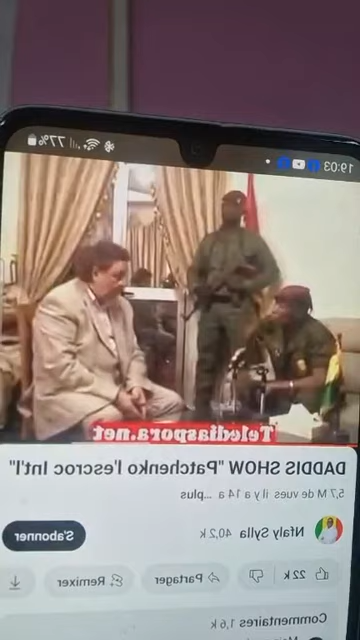 19:03
77%
Telediaspora.net
DADDIS SHOW "Patchenko l'escroc Int'l"
5,7 M de vues il y a 14 a ...plus
Nfaly Sylla 40,2 k
S'abonner
22 k
Partager
Remixer
Commentaires 1,6 k